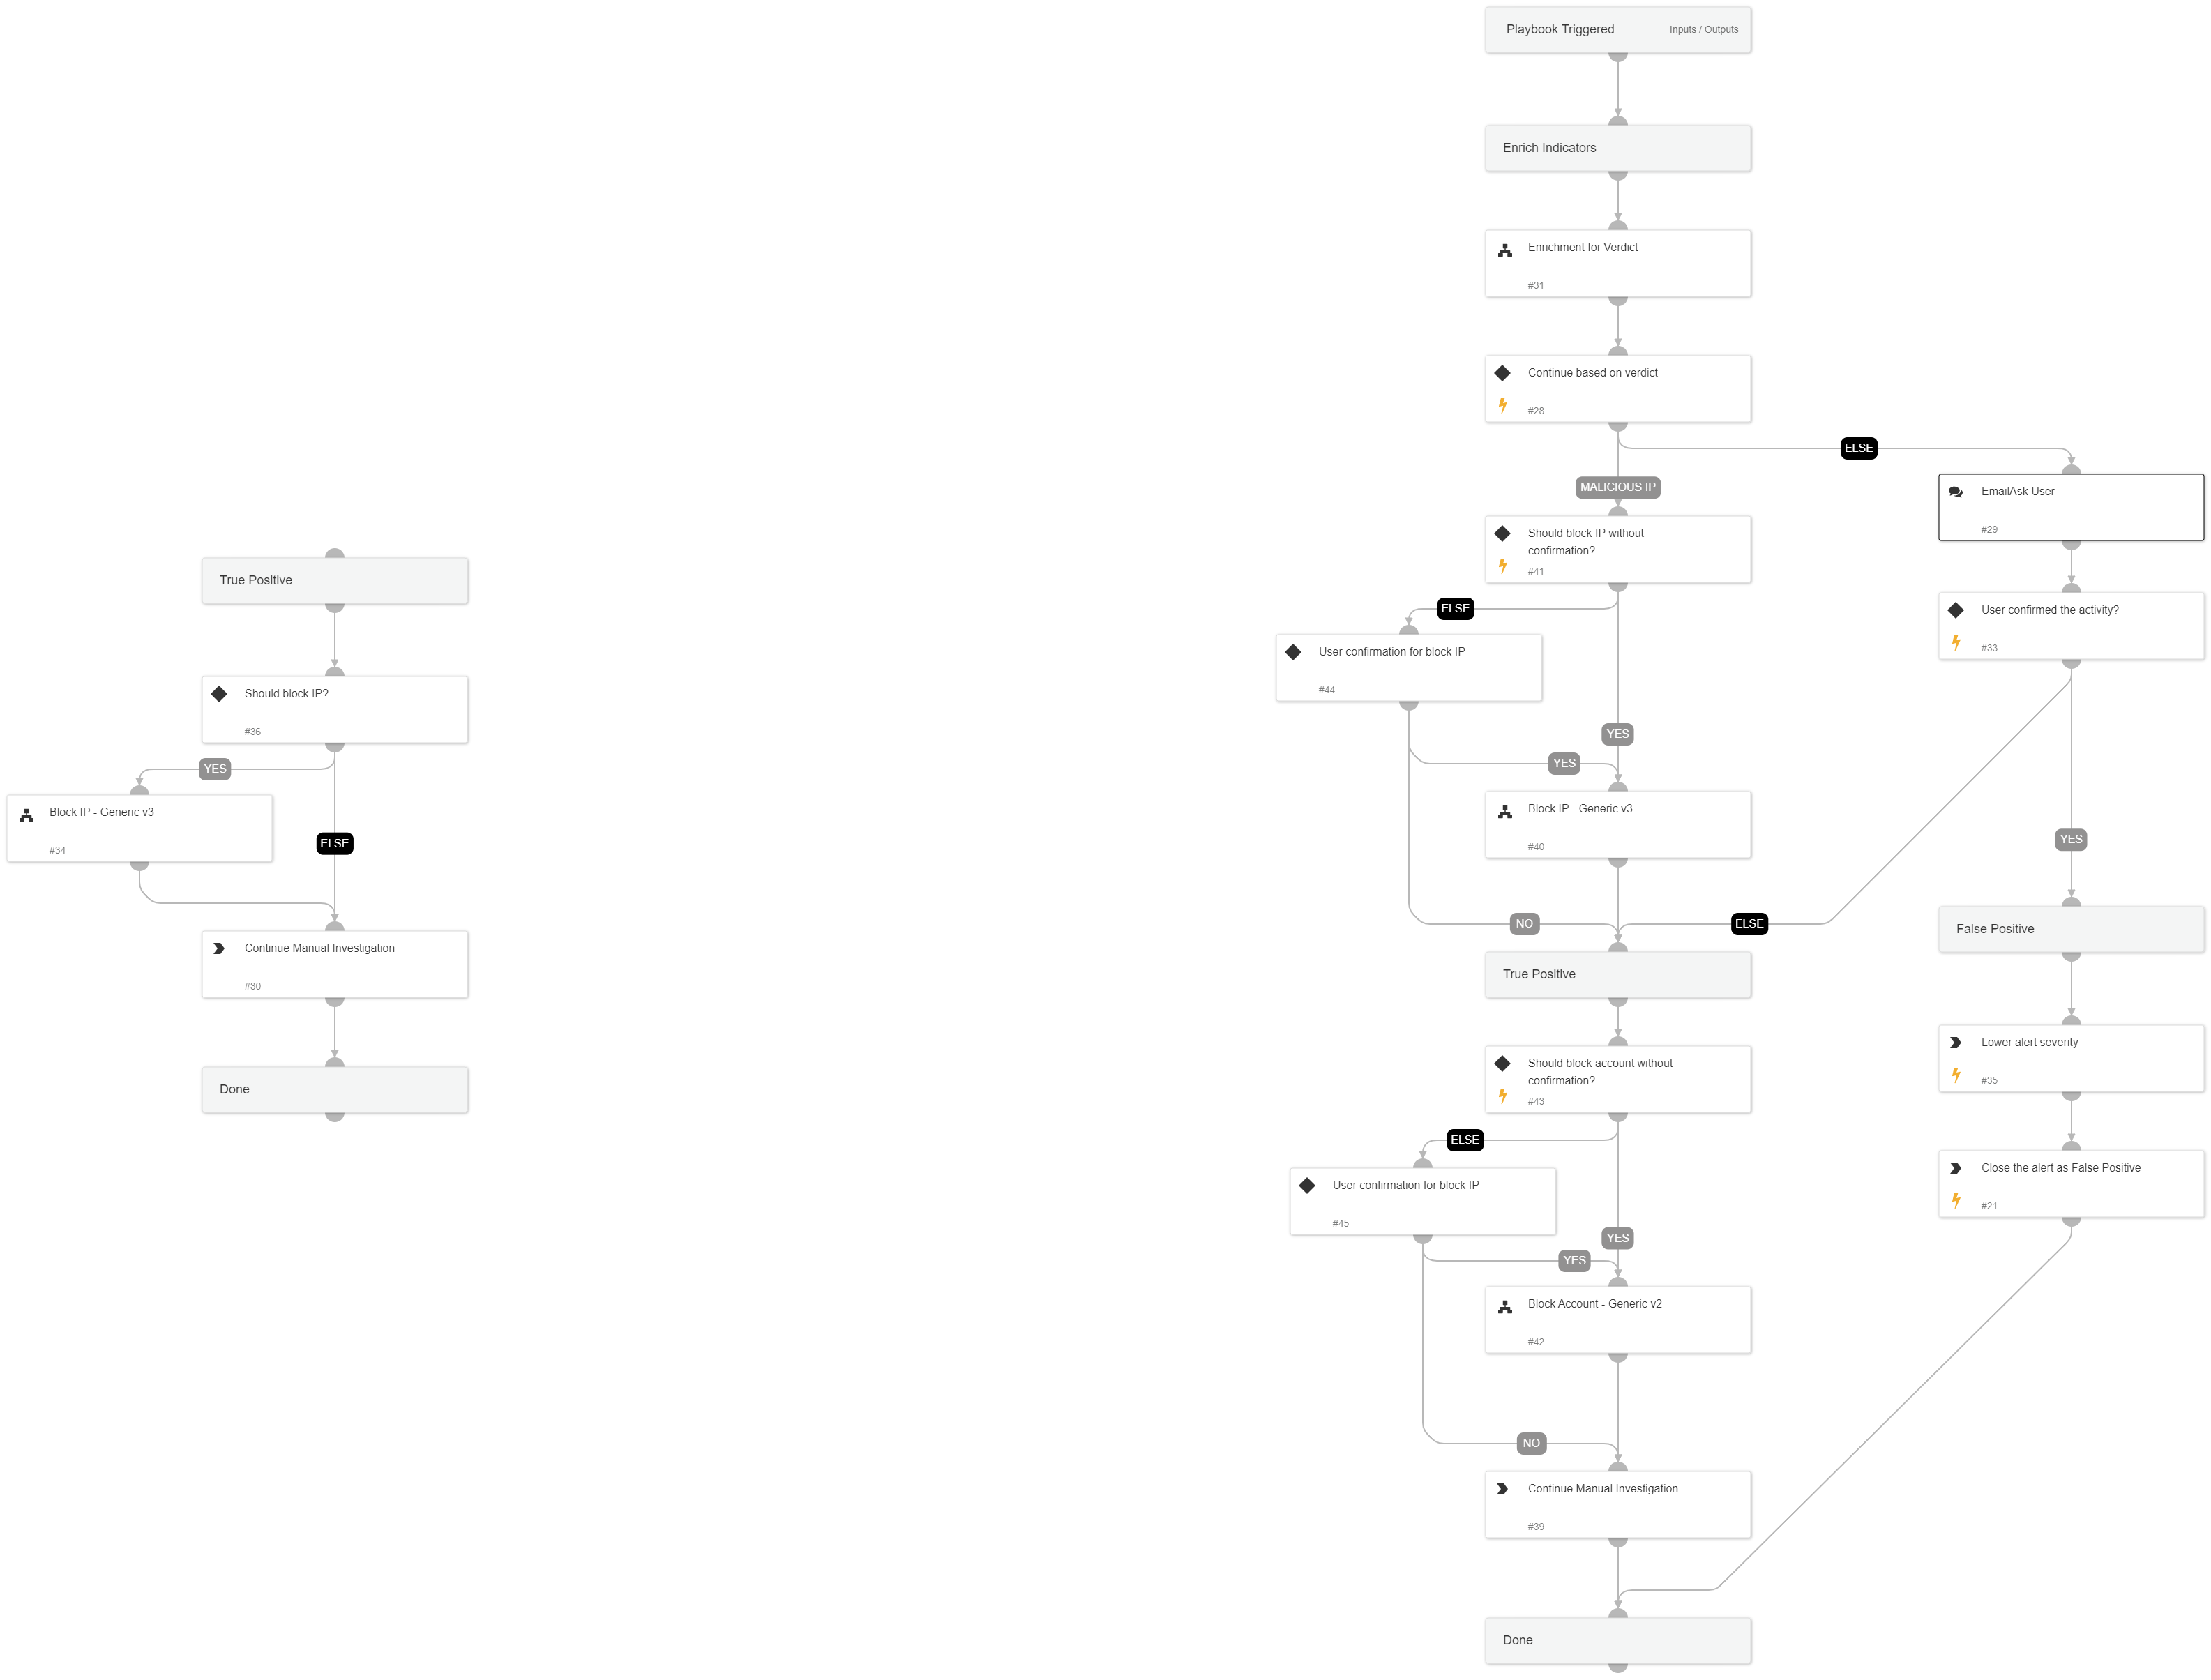 Playbook Triggered
Inputs / Outputs
Enrich Indicators
Enrichment for Verdict
#31
Continue based on verdict
#28
ELSE
MALICIOUS IP
EmailAsk User
#29
Should block IP without
confirmation?
#41
User confirmed the activity?
#33
ELSE
User confirmation for block IP
#44
YES
YES
Block IP - Generic v3
#40
YES
NO
ELSE
False Positive
True Positive
Lower alert severity
#35
Should block account without
confirmation?
#43
ELSE
Close the alert as False Positive
#21
User confirmation for block IP
#45
YES
YES
Block Account - Generic v2
#42
NO
Continue Manual Investigation
#39
Done
True Positive
Should block IP?
#36
YES
Block IP - Generic v3
#34
ELSE
Continue Manual Investigation
#30
Done